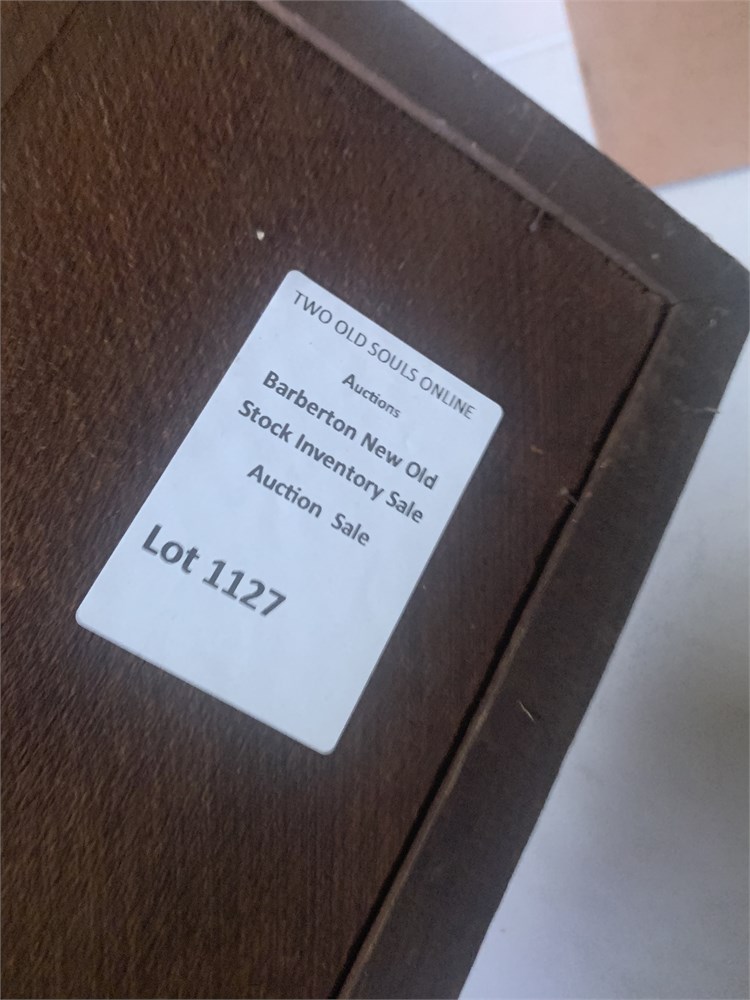 TWO OLD SOULS ONLINE
Auctions
Barberton New Old
Stock Inventory Sale
Auction Sale
Lot 1127